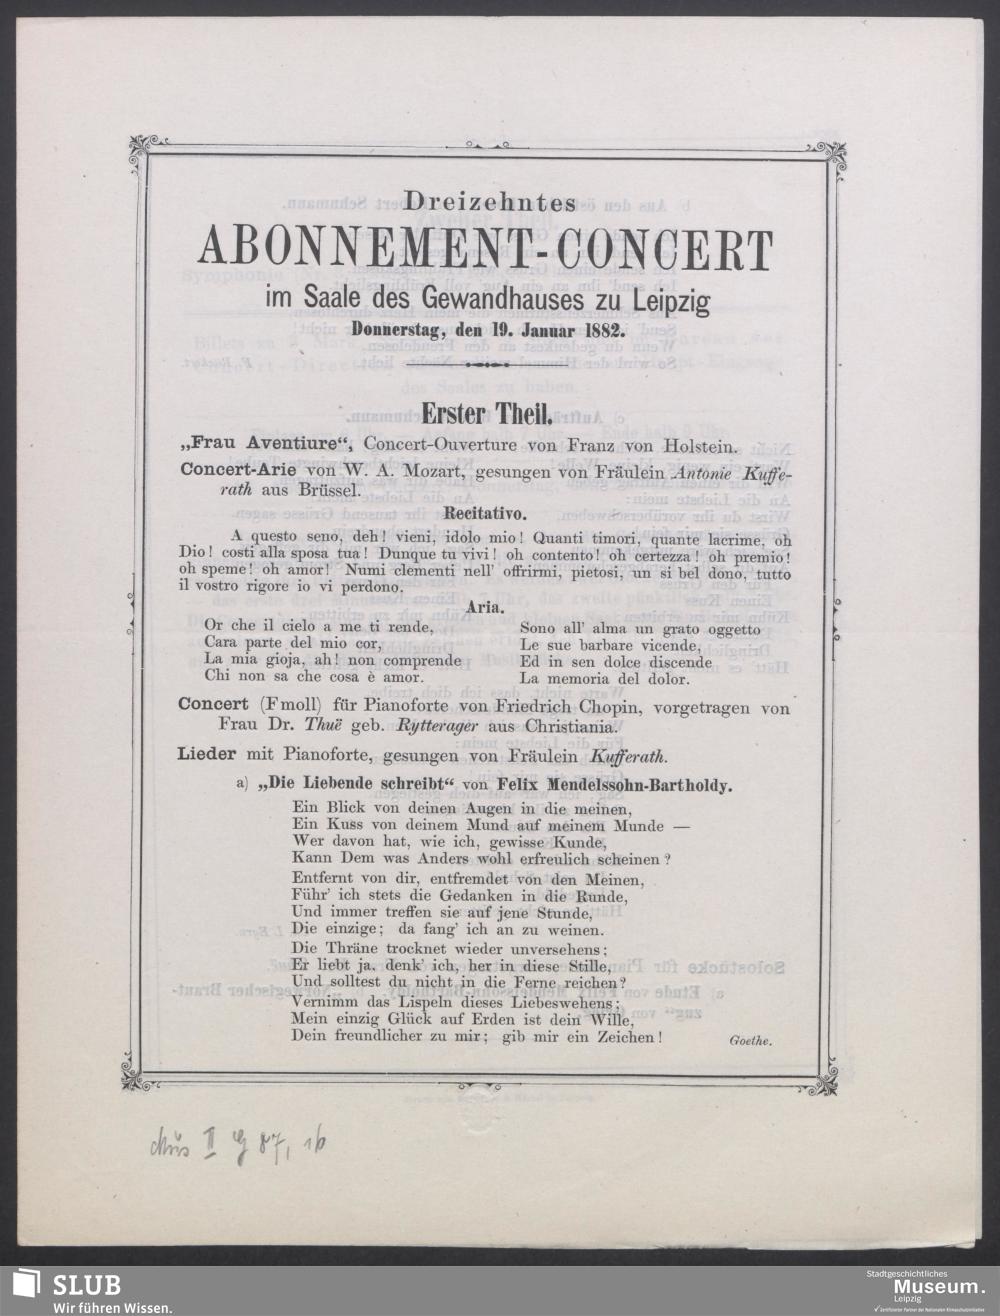 Dreizehntes
ABONNEMENT-CONCERT
im Saale des Gewandhauses zu Leipzig
Donnerstag, den 19. Januar 1882.
Erster Theil.
„Frau Aventiure“, Concert-Ouverture von Franz von Holstein.
Concert-Arie von W. A. Mozart, gesungen von Fräulein Antonie Kuffe-
rath aus Brüssel.
Recitativo.
A questo seno, deh! vieni, idolo mio! Quanti timori, quante lacrime, oh
Dio! costi alla sposa tua! Dunque tu vivi! oh contento! oh certezza! oh premio!
oh speme! oh amor! Numi clementi nell' offrirmi, pietosi, un si bel dono, tutto
il vostro rigore io vi perdono.
Aria.
Or che il cielo a me ti rende,
Cara parte del mio cor,
La mia gioja, ah! non comprende
Chi non sa che cosa è amor.
Sono all' alma un grato oggetto
Le sue barbare vicende,
Ed in sen dolce discende
La memoria del dolor.
Concert (Fmoll) für Pianoforte von Friedrich Chopin, vorgetragen von
Frau Dr. Thuë geb. Rytterager aus Christiania.
Lieder mit Pianoforte, gesungen von Fräulein Kufferath.
a) „Die Liebende schreibt“ von Felix Mendelssohn-Bartholdy.
Ein Blick von deinen Augen in die meinen,
Ein Kuss von deinem Mund auf meinem Munde —
Wer davon hat, wie ich, gewisse Kunde,
Kann Dem was Anders wohl erfreulich scheinen?
Entfernt von dir, entfremdet von den Meinen,
Führ' ich stets die Gedanken in die Runde,
Und immer treffen sie auf jene Stunde,
Die einzige; da fang' ich an zu weinen.
Die Thräne trocknet wieder unversehens;
Er liebt ja, denk' ich, her in diese Stille,
Und solltest du nicht in die Ferne reichen?
Vernimm das Lispeln dieses Liebeswehens;
Mein einzig Glück auf Erden ist dein Wille,
Dein freundlicher zu mir; gib mir ein Zeichen!
Goethe.
Mus II 87, 16
SLUB
Wir führen Wissen.
Stadtgeschichtliches
Museum.
Leipzig
Zertifizierter Partner der Nationalen Klimaschutzinitiative